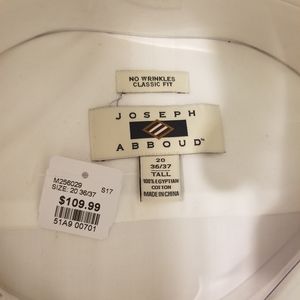 NO WRINKLES
CLASSIC FIT
JOSEPH
ABBOUD™
20
36/37
TALL
100% EGYPTIAN
COTTON
MADE IN CHINA
M256029
SIZE: 20 36/37 S17
$109.99
51A9 00701